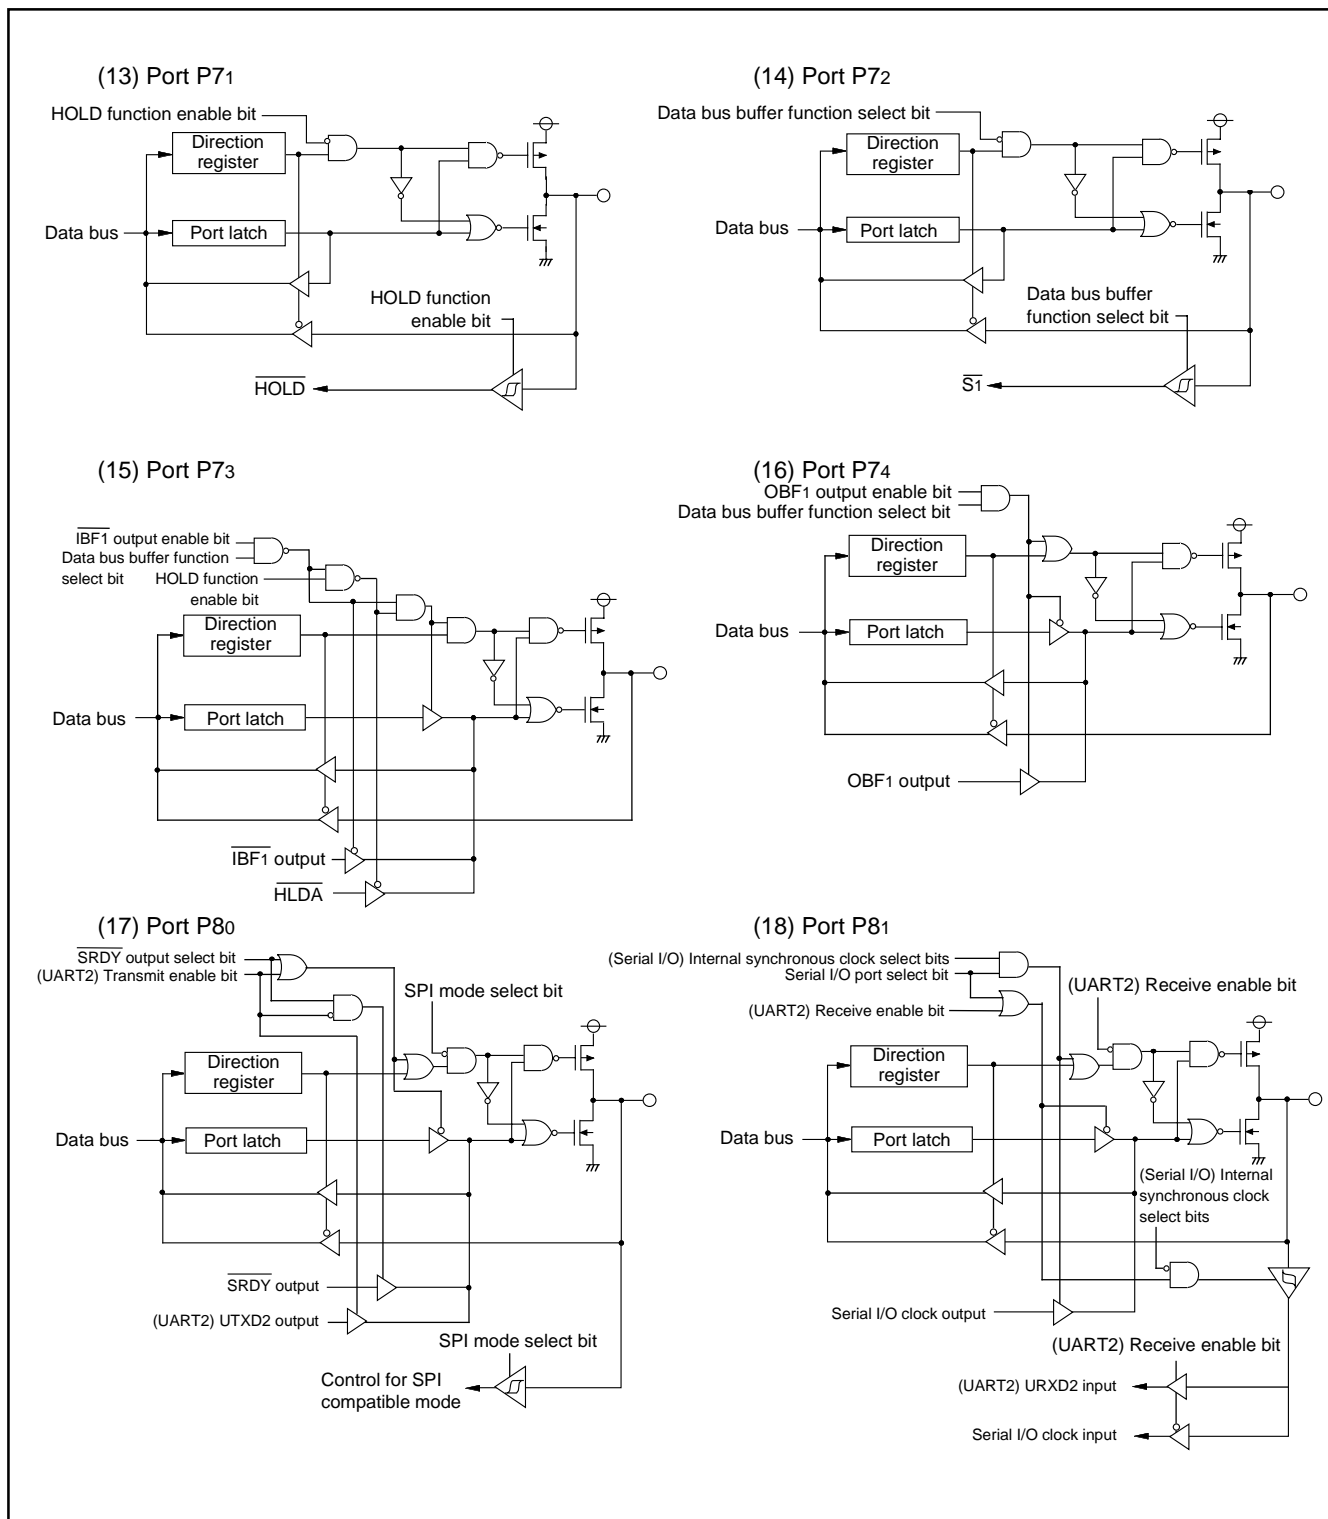 (13) Port P71
HOLD function enable bit
Direction
register
Data bus
Port latch
HOLD function
enable bit
HOLD
(14) Port P72
Data bus buffer function select bit
Direction
register
Data bus
Port latch
Data bus buffer
function select bit
S1
(15) Port P73
IBF1 output enable bit
Data bus buffer function
select bit
HOLD function
enable bit
Direction
register
Data bus
Port latch
IBF1 output
HLDA
(16) Port P74
OBF1 output enable bit
Data bus buffer function select bit
Direction
register
Data bus
Port latch
OBF1 output
(17) Port P80
SRDY output select bit
(UART2) Transmit enable bit
SPI mode select bit
Direction
register
Data bus
Port latch
SRDY output
(UART2) UTXD2 output
SPI mode select bit
Control for SPI
compatible mode
(18) Port P81
(Serial I/O) Internal synchronous clock select bits
Serial I/O port select bit
(UART2) Receive enable bit
(UART2) Receive enable bit
Direction
register
Data bus
Port latch
(Serial I/O) Internal
synchronous clock
select bits
Serial I/O clock output
(UART2) Receive enable bit
(UART2) URXD2 input
Serial I/O clock input